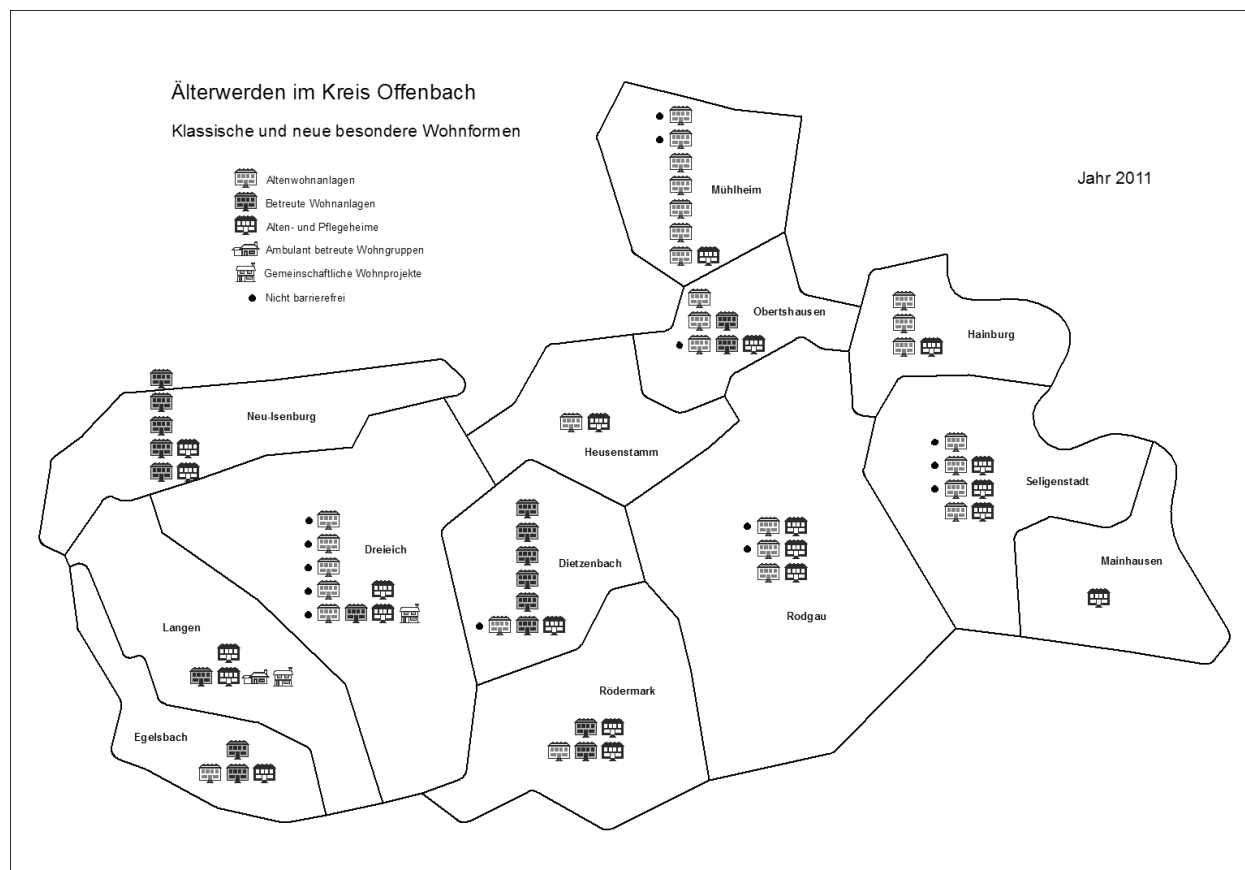 Älterwerden im Kreis Offenbach
Klassische und neue besondere Wohnformen
Jahr 2011
Altenwohnanlagen
Betreute Wohnanlagen
Alten- und Pflegeheime
Ambulant betreute Wohngruppen
Gemeinschaftliche Wohnprojekte
Nicht barrierefrei
Mühlheim
Obertshausen
Hainburg
Neu-Isenburg
Heusenstamm
Seligenstadt
Dreieich
Dietzenbach
Mainhausen
Rodgau
Langen
Rödermark
Egelsbach